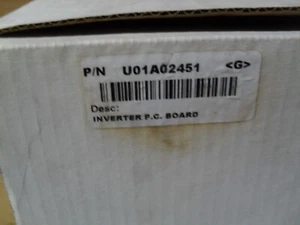 P/N U01A02451 <G>
Desc:
INVERTER P.C. BOARD